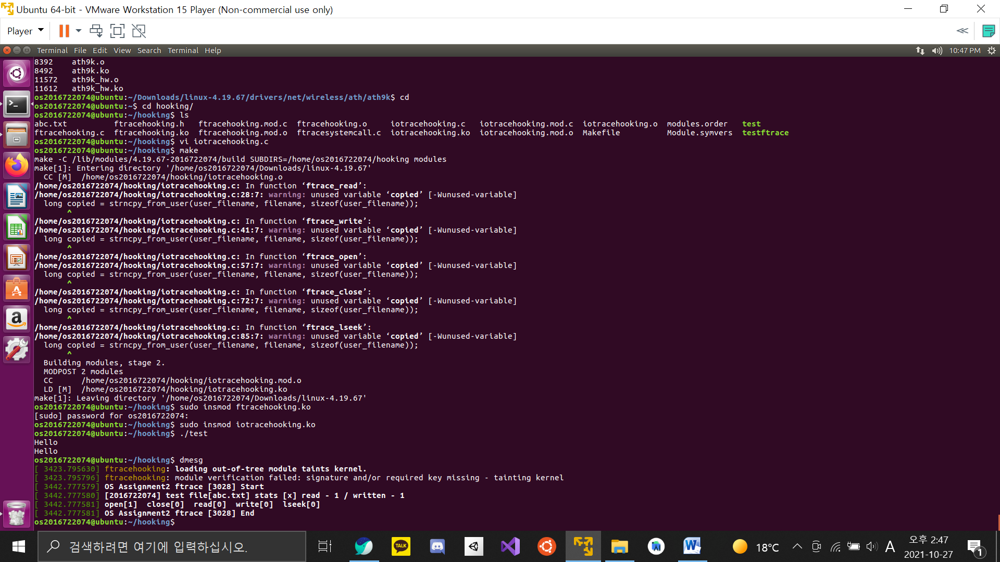 Ubuntu 64-bit - VMware Workstation 15 Player (Non-commercial use only)
Player
Terminal File Edit View Search Terminal Help
10:47 PM
8392    ath9k.o
8492    ath9k.ko
11572   ath9k_hw.o
11612   ath9k_hw.ko
os2016722074@ubuntu:~/Downloads/linux-4.19.67/drivers/net/wireless/ath/ath9k$ cd
os2016722074@ubuntu:~$ cd hooking/
os2016722074@ubuntu:~/hooking$ ls
abc.txt          ftracehooking.h   ftracehooking.mod.c  ftracehooking.o     iotracehooking.c   iotracehooking.mod.c  iotracehooking.o  modules.order   test
ftracehooking.c  ftracehooking.ko  ftracehooking.mod.o  ftracesystemcall.c  iotracehooking.ko  iotracehooking.mod.o  Makefile          Module.symvers  testftrace
os2016722074@ubuntu:~/hooking$ vi iotracehooking.c
os2016722074@ubuntu:~/hooking$ make
make -C /lib/modules/4.19.67-2016722074/build SUBDIRS=/home/os2016722074/hooking modules
make[1]: Entering directory '/home/os2016722074/Downloads/linux-4.19.67'
  CC [M]  /home/os2016722074/hooking/iotracehooking.o
/home/os2016722074/hooking/iotracehooking.c: In function ‘ftrace_read’:
/home/os2016722074/hooking/iotracehooking.c:28:7: warning: unused variable ‘copied’ [-Wunused-variable]
  long copied = strncpy_from_user(user_filename, filename, sizeof(user_filename));
       ^
/home/os2016722074/hooking/iotracehooking.c: In function ‘ftrace_write’:
/home/os2016722074/hooking/iotracehooking.c:41:7: warning: unused variable ‘copied’ [-Wunused-variable]
  long copied = strncpy_from_user(user_filename, filename, sizeof(user_filename));
       ^
/home/os2016722074/hooking/iotracehooking.c: In function ‘ftrace_open’:
/home/os2016722074/hooking/iotracehooking.c:57:7: warning: unused variable ‘copied’ [-Wunused-variable]
  long copied = strncpy_from_user(user_filename, filename, sizeof(user_filename));
       ^
/home/os2016722074/hooking/iotracehooking.c: In function ‘ftrace_close’:
/home/os2016722074/hooking/iotracehooking.c:72:7: warning: unused variable ‘copied’ [-Wunused-variable]
  long copied = strncpy_from_user(user_filename, filename, sizeof(user_filename));
       ^
/home/os2016722074/hooking/iotracehooking.c: In function ‘ftrace_lseek’:
/home/os2016722074/hooking/iotracehooking.c:85:7: warning: unused variable ‘copied’ [-Wunused-variable]
  long copied = strncpy_from_user(user_filename, filename, sizeof(user_filename));
       ^
  Building modules, stage 2.
  MODPOST 2 modules
  CC      /home/os2016722074/hooking/iotracehooking.mod.o
  LD [M]  /home/os2016722074/hooking/iotracehooking.ko
make[1]: Leaving directory '/home/os2016722074/Downloads/linux-4.19.67'
os2016722074@ubuntu:~/hooking$ sudo insmod ftracehooking.ko
[sudo] password for os2016722074:
os2016722074@ubuntu:~/hooking$ sudo insmod iotracehooking.ko
os2016722074@ubuntu:~/hooking$ ./test
Hello
Hello
os2016722074@ubuntu:~/hooking$ dmesg
[ 3423.795630] ftracehooking: loading out-of-tree module taints kernel.
[ 3423.795796] ftracehooking: module verification failed: signature and/or required key missing - tainting kernel
[ 3442.777579] OS Assignment2 ftrace [3028] Start
[ 3442.777580] [2016722074] test file[abc.txt] stats [x] read - 1 / written - 1
[ 3442.777581] open[1]  close[0]  read[0]  write[0]  lseek[0]
[ 3442.777581] OS Assignment2 ftrace [3028] End
os2016722074@ubuntu:~/hooking$
검색하려면 여기에 입력하십시오.
TALK
18°C
A
오후 2:47
2021-10-27
1